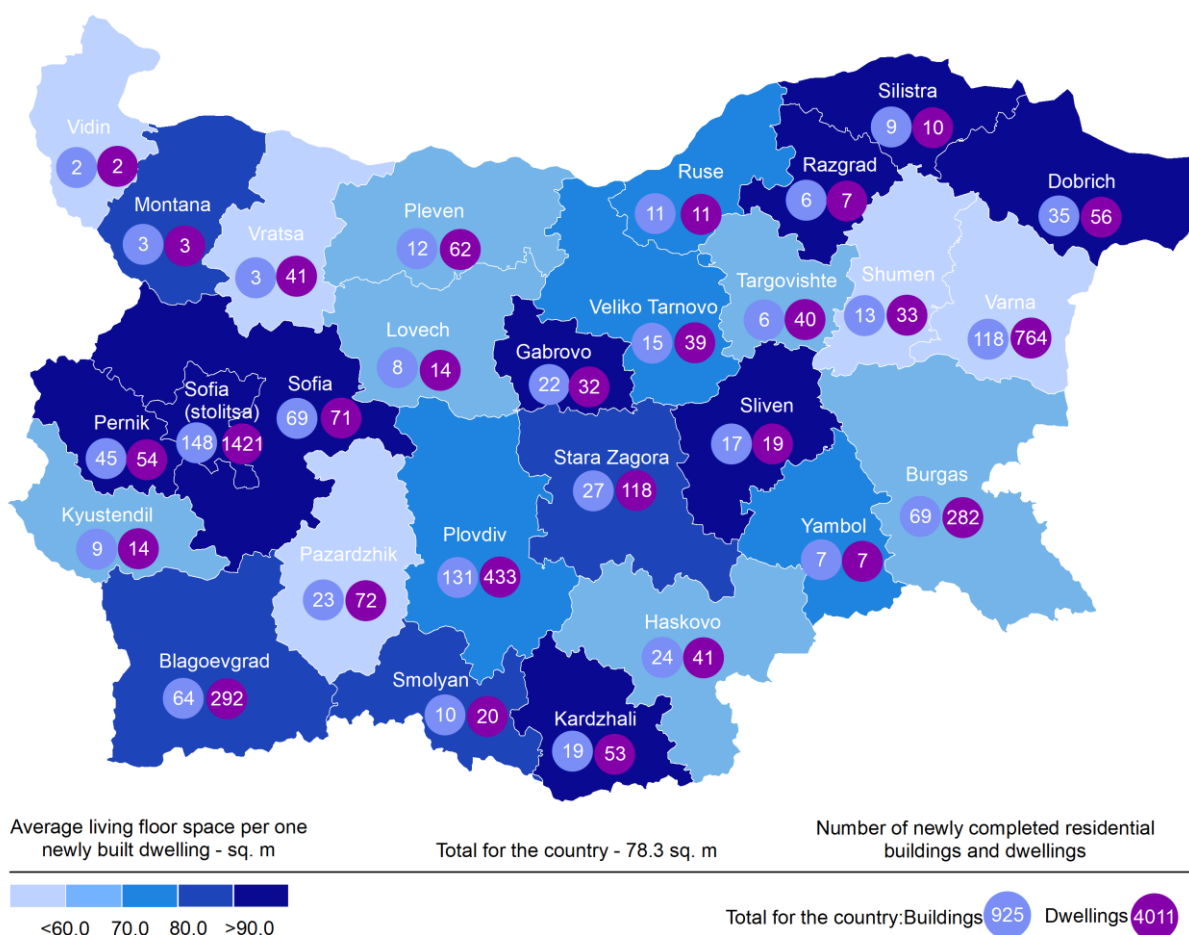 Vidin
2 2
Montana
3 3
Vratsa
3 41
Pleven
12 62
Lovech
8 14
Gabrovo
22 32
Veliko Tarnovo
15 39
Ruse
11 11
Razgrad
6 7
Silistra
9 10
Dobrich
35 56
Targovishte
6 40
Shumen
13 33
Varna
118 764
Sofia
(stolitsa)
148 1421
Sofia
69 71
Pernik
45 54
Kyustendil
9 14
Pazardzhik
23 72
Plovdiv
131 433
Stara Zagora
27 118
Sliven
17 19
Yambol
7 7
Burgas
69 282
Haskovo
24 41
Blagoevgrad
64 292
Smolyan
10 20
Kardzhali
19 53
Average living floor space per one
newly built dwelling - sq. m
Total for the country - 78.3 sq. m
Number of newly completed residential
buildings and dwellings
<60.0 70.0 80.0 >90.0
Total for the country:Buildings 925 Dwellings 4011